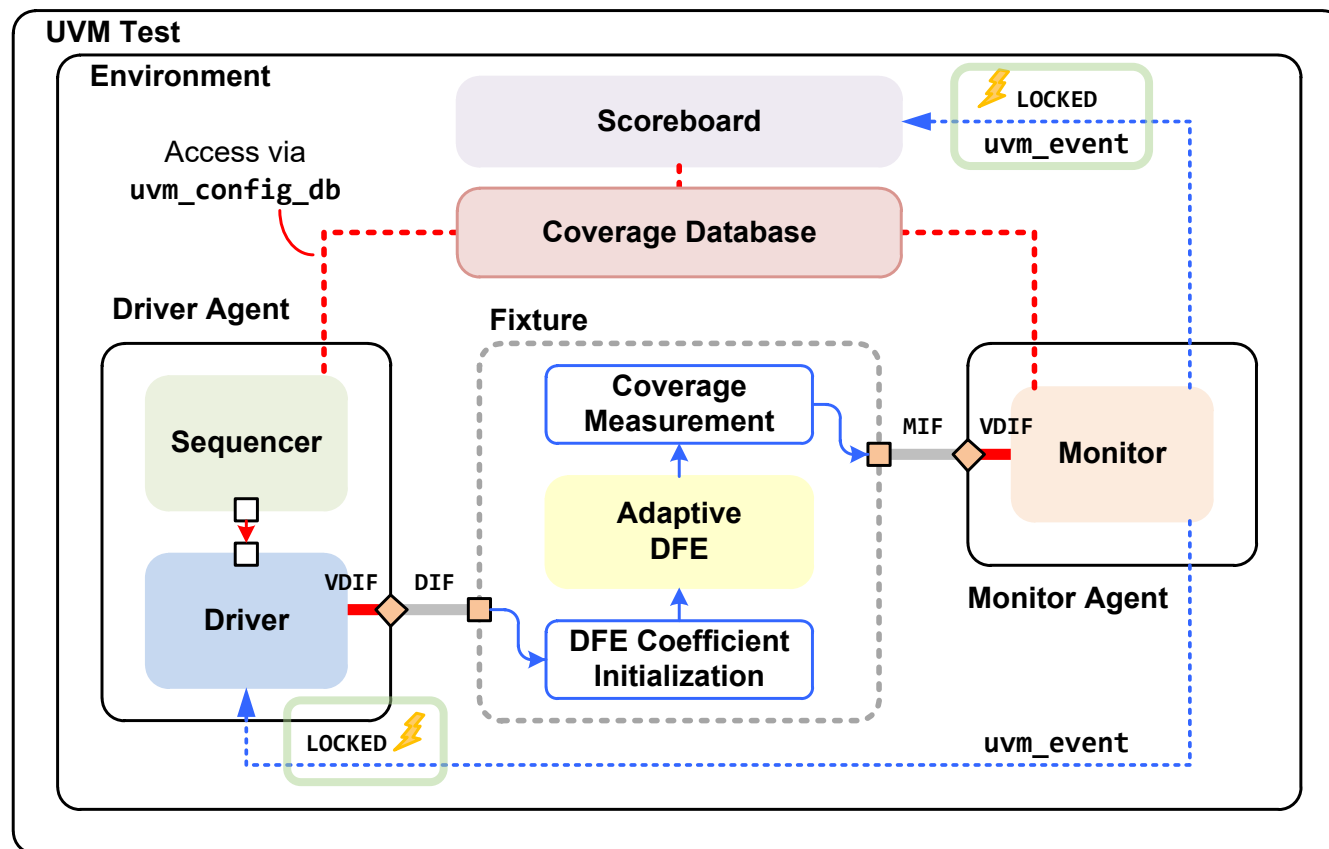 UVM Test
Environment
LOCKED
Scoreboard
uvm_event
Access via
uvm_config_db
Coverage Database
Driver Agent
Fixture
Coverage
Measurement
Sequencer
MIF
VDIF
Monitor
Adaptive
DFE
VDIF
DIF
Driver
Monitor Agent
DFE Coefficient
Initialization
LOCKED
uvm_event